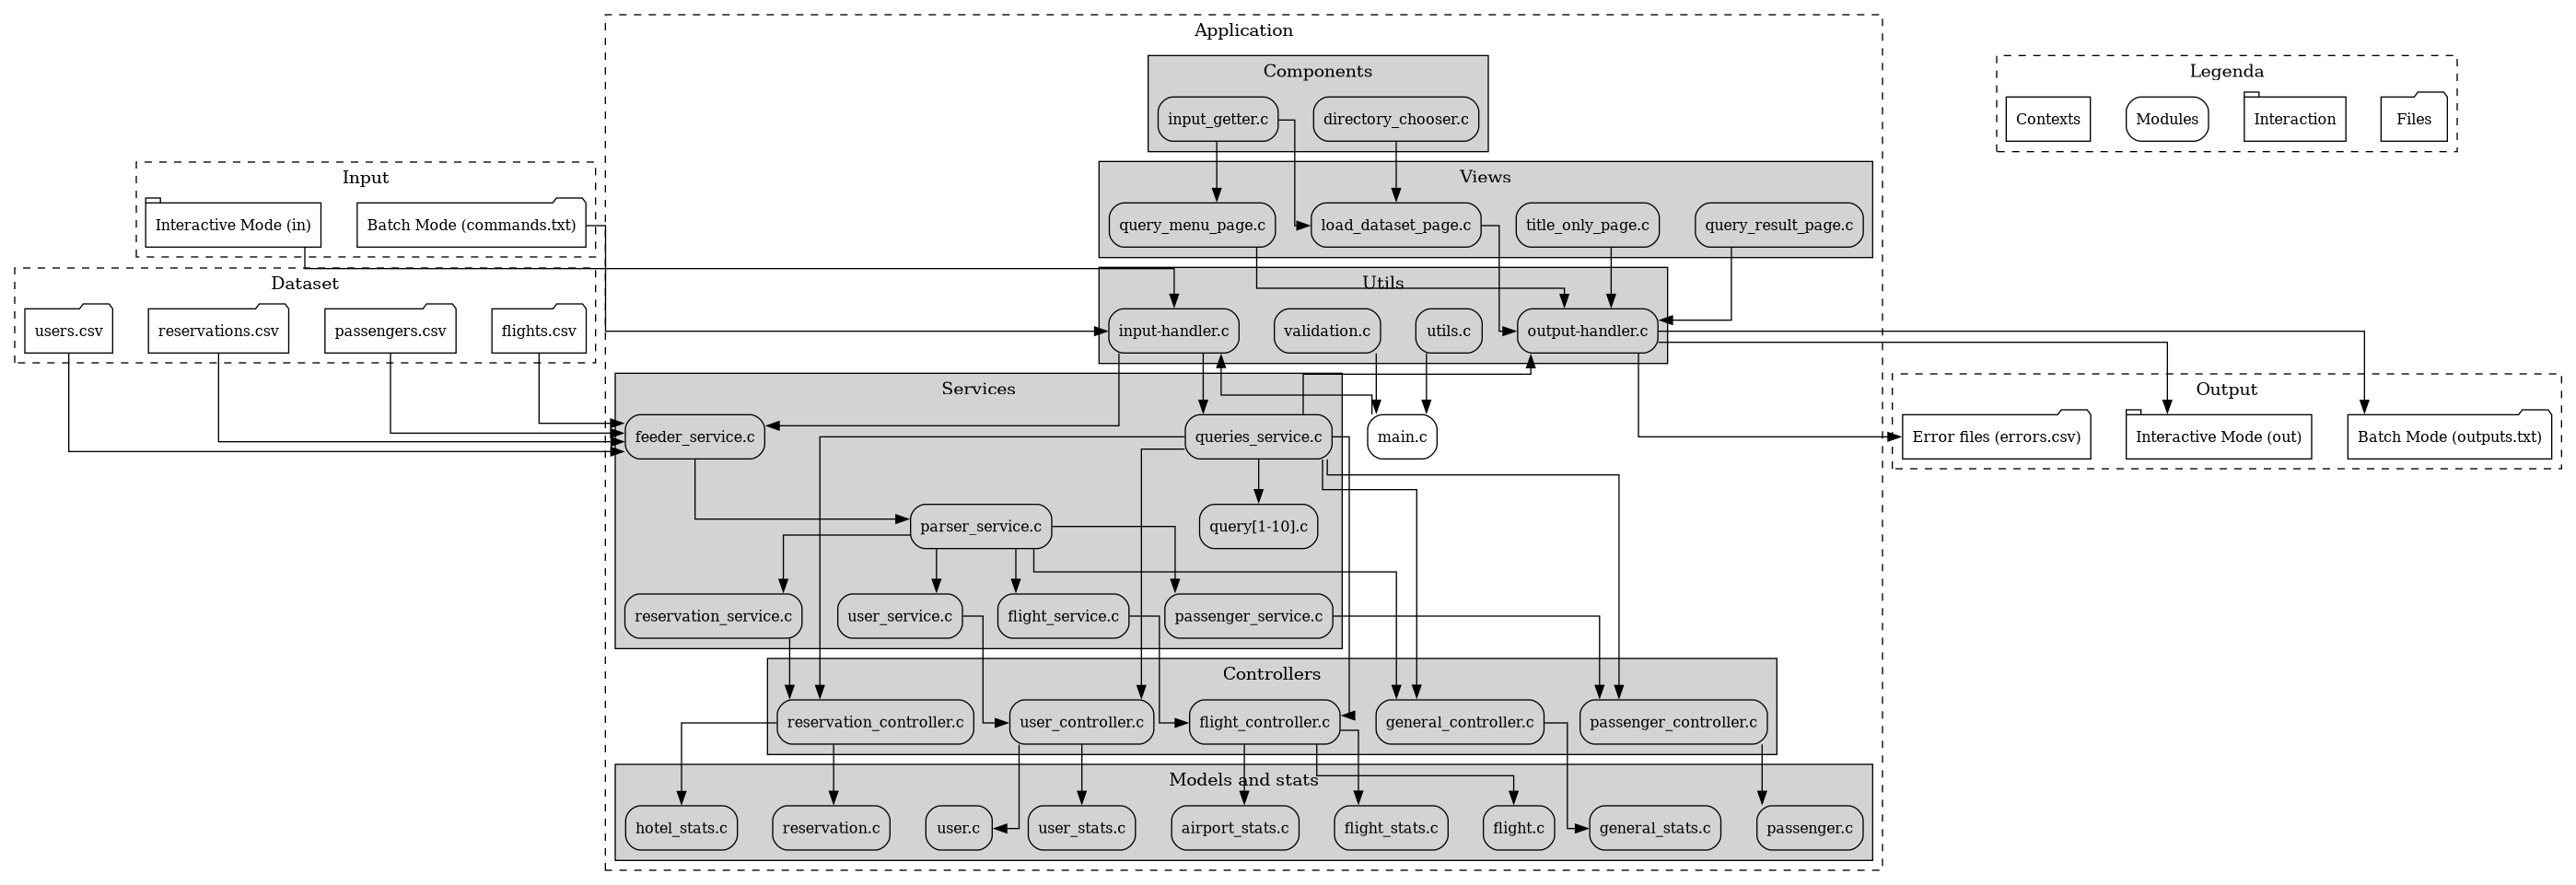 Application
Components
input_getter.c
directory_chooser.c
Legenda
Contexts
Modules
Interaction
Files
Input
Interactive Mode (in)
Batch Mode (commands.txt)
Views
query_menu_page.c
load_dataset_page.c
title_only_page.c
query_result_page.c
Dataset
users.csv
reservations.csv
passengers.csv
flights.csv
Utils
input-handler.c
validation.c
utils.c
output-handler.c
Services
feeder_service.c
queries_service.c
main.c
Output
Error files (errors.csv)
Interactive Mode (out)
Batch Mode (outputs.txt)
parser_service.c
query[1-10].c
reservation_service.c
user_service.c
flight_service.c
passenger_service.c
Controllers
reservation_controller.c
user_controller.c
flight_controller.c
general_controller.c
passenger_controller.c
Models and stats
hotel_stats.c
reservation.c
user.c
user_stats.c
airport_stats.c
flight_stats.c
flight.c
general_stats.c
passenger.c